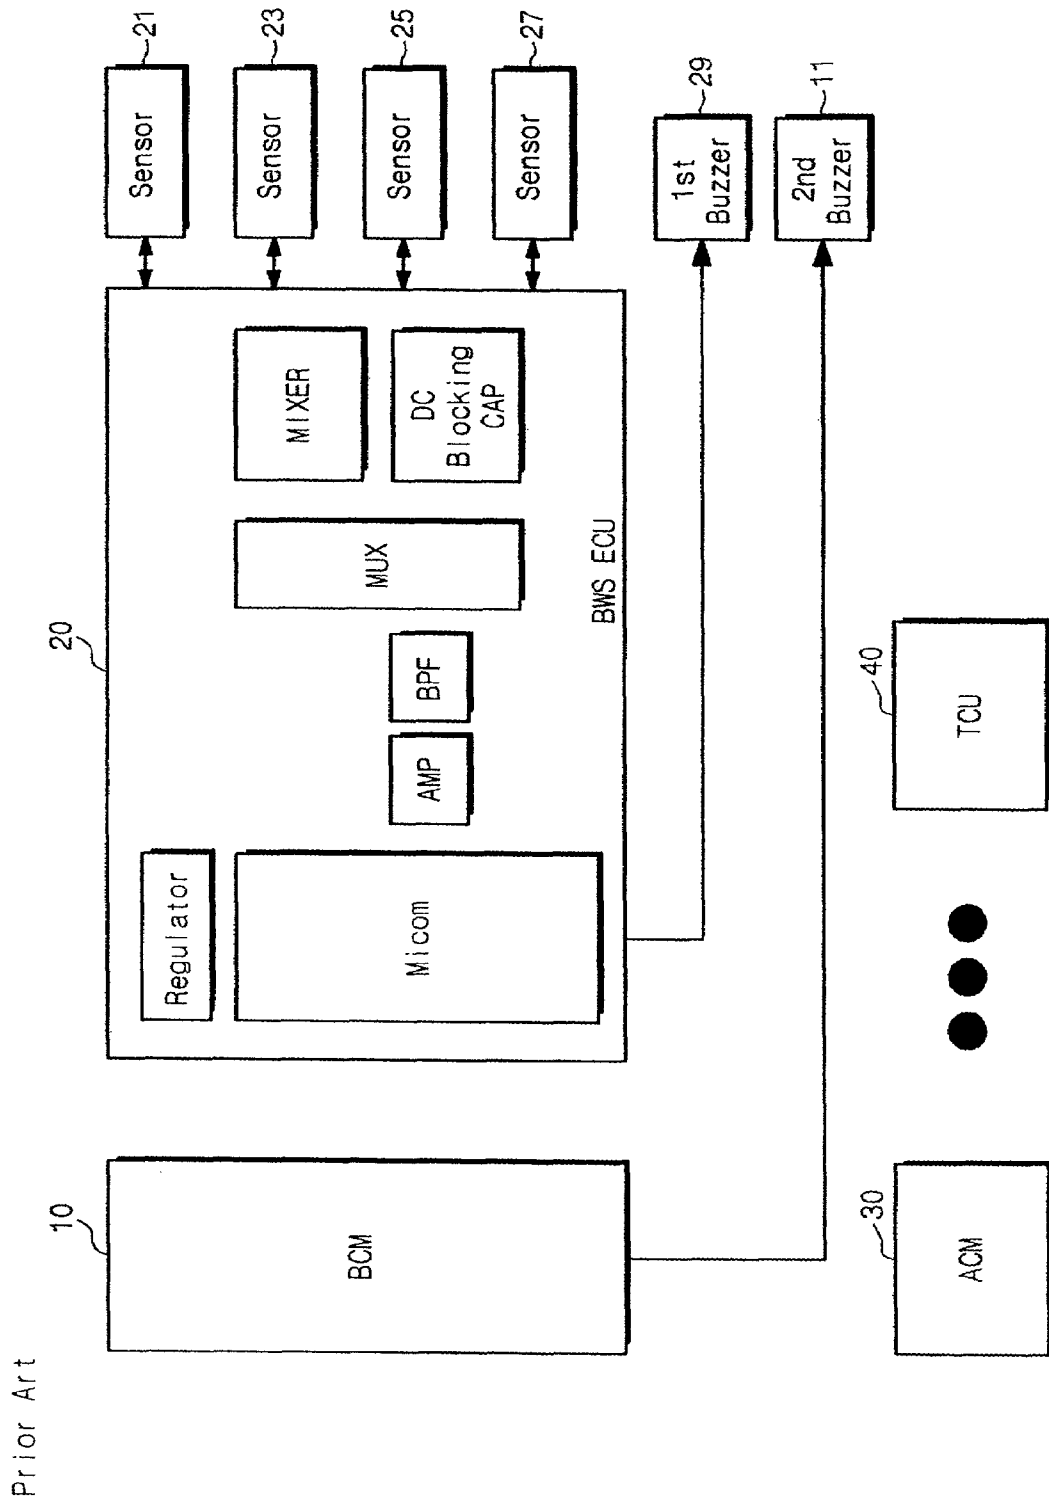 Prior Art
10
BCM
20
Regulator
Micom
AMP
BPF
MUX
MIXER
DC
Blocking
CAP
BWS ECU
Sensor
21
Sensor
23
Sensor
25
Sensor
27
1st
Buzzer
29
2nd
Buzzer
11
30
ACM
40
TCU